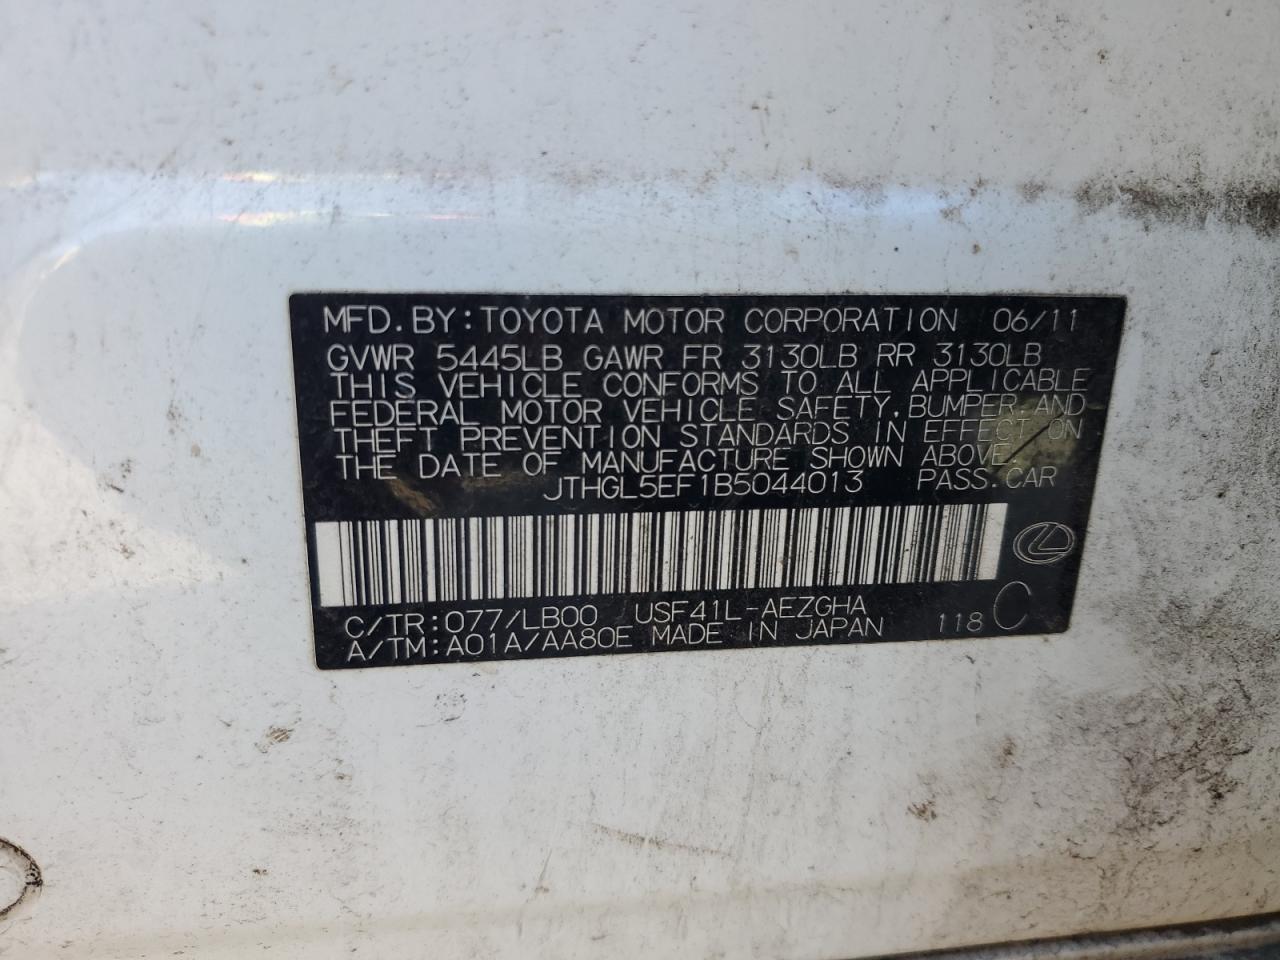 MFD. BY: TOYOTA MOTOR CORPORATION 06/11
GVWR 5445LB GAWR FR 3130LB RR 3130LB
THIS VEHICLE CONFORMS TO ALL APPLICABLE
FEDERAL MOTOR VEHICLE SAFETY, BUMPER, AND
THEFT PREVENTION STANDARDS IN EFFECT ON
THE DATE OF MANUFACTURE SHOWN ABOVE.
JTHGL5EF1B5044013 PASS. CAR
C/TR: 077/LB00 USF41L-AEZGHA
A/TM: A01A/AA80E MADE IN JAPAN 118 C